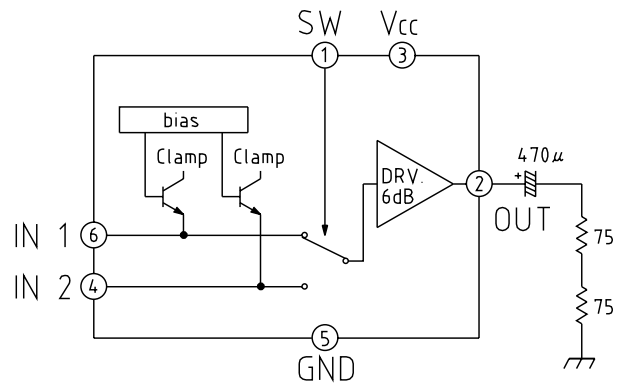 SW Vcc
1 3
bias
Clamp Clamp
470μ
+
DRV.
6dB
2
OUT
IN 1 6
75
IN 2 4
75
5
GND